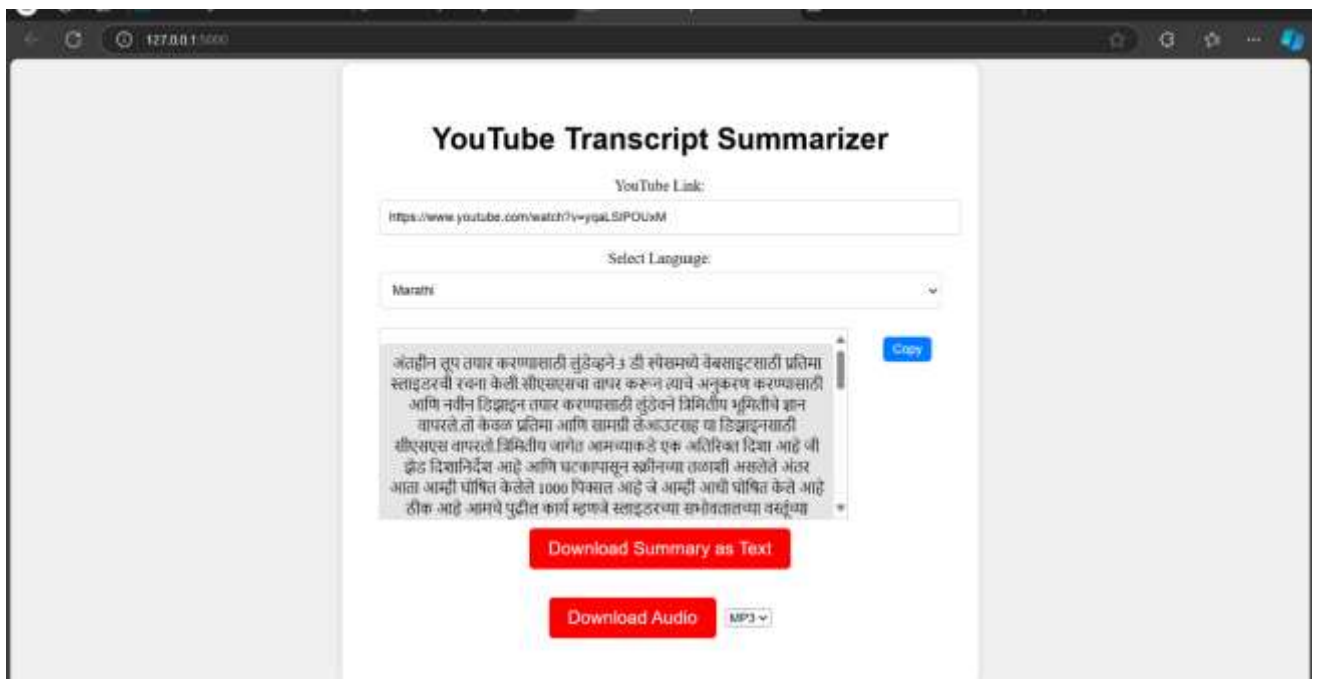 127.0.0.1:5000
YouTube Transcript Summarizer
YouTube Link:
https://www.youtube.com/watch?v=
Select Language:
Marathi
Copy
अंतहीन लूप तयार करण्यासाठी लुंडेव्हने 3 डी स्पेसमध्ये वेबसाइटसाठी प्रतिमा
स्लाइडरची रचना केली.सीएसएसचा वापर करून त्याचे अनुकरण करण्यासाठी
आणि नवीन डिझाइन तयार करण्यासाठी लुंडेवने त्रिमितीय भूमितीचे ज्ञान
वापरले.तो केवळ प्रतिमा आणि सामग्री लेआउटसह या डिझाइनसाठी
सीएसएस वापरतो.त्रिमितीय जागेत आमच्याकडे एक अतिरिक्त दिशा आहे जी
झेड दिशानिर्देश आहे आणि घटकापासून स्क्रीनच्या तळाशी असलेले अंतर
आता आम्ही घोषित केलेले 1000 पिक्सल आहे जे आम्ही आधी घोषित केले आहे
ठीक आहे आमचे पुढील कार्य म्हणजे स्लाइडरच्या सभोवतालच्या वस्तूंच्या
Download Summary as Text
Download Audio
MP3